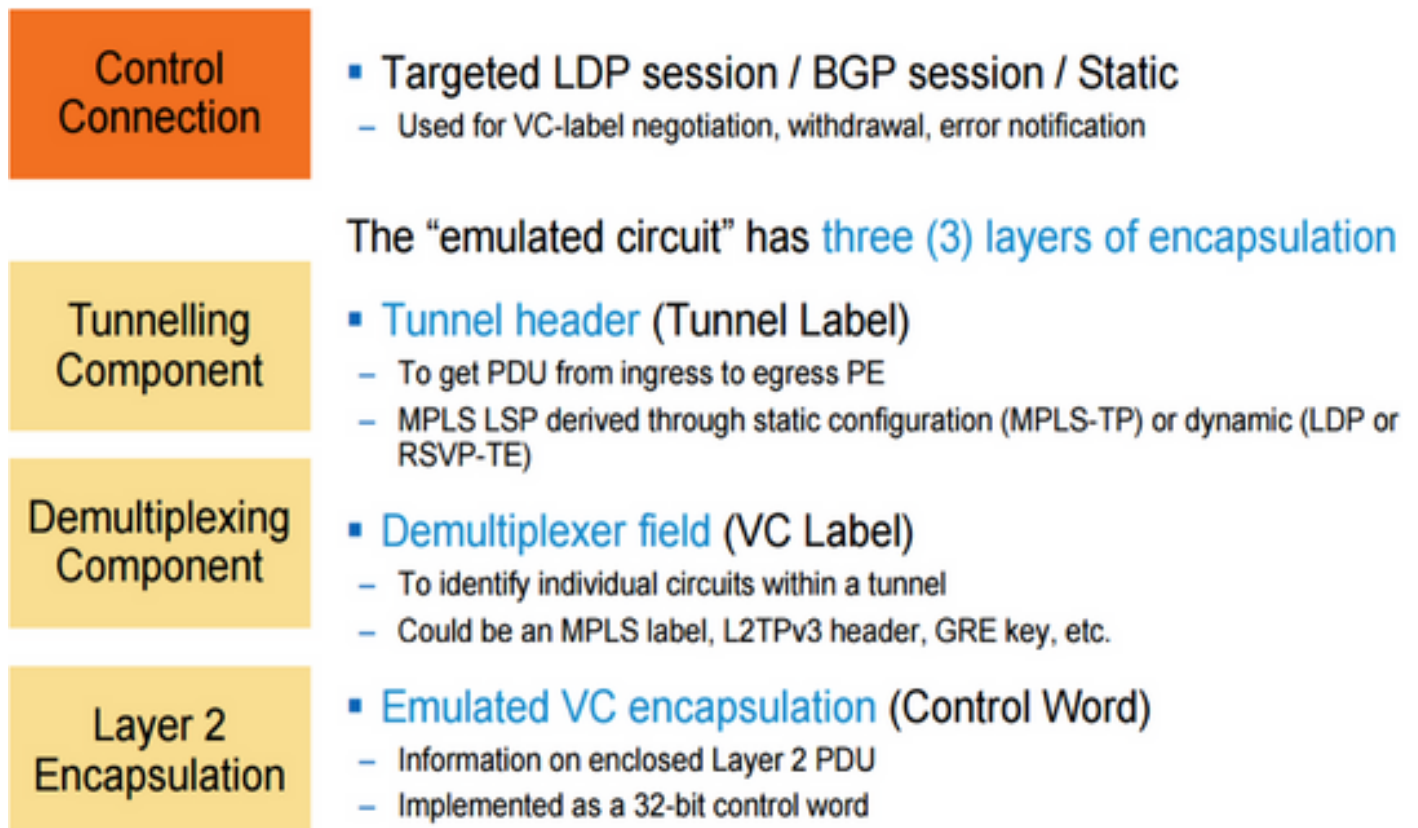 Control
Connection
▪ Targeted LDP session / BGP session / Static
– Used for VC-label negotiation, withdrawal, error notification
The “emulated circuit” has three (3) layers of encapsulation
Tunnelling
Component
▪ Tunnel header (Tunnel Label)
– To get PDU from ingress to egress PE
– MPLS LSP derived through static configuration (MPLS-TP) or dynamic (LDP or
RSVP-TE)
Demultiplexing
Component
▪ Demultiplexer field (VC Label)
– To identify individual circuits within a tunnel
– Could be an MPLS label, L2TPv3 header, GRE key, etc.
Layer 2
Encapsulation
▪ Emulated VC encapsulation (Control Word)
– Information on enclosed Layer 2 PDU
– Implemented as a 32-bit control word